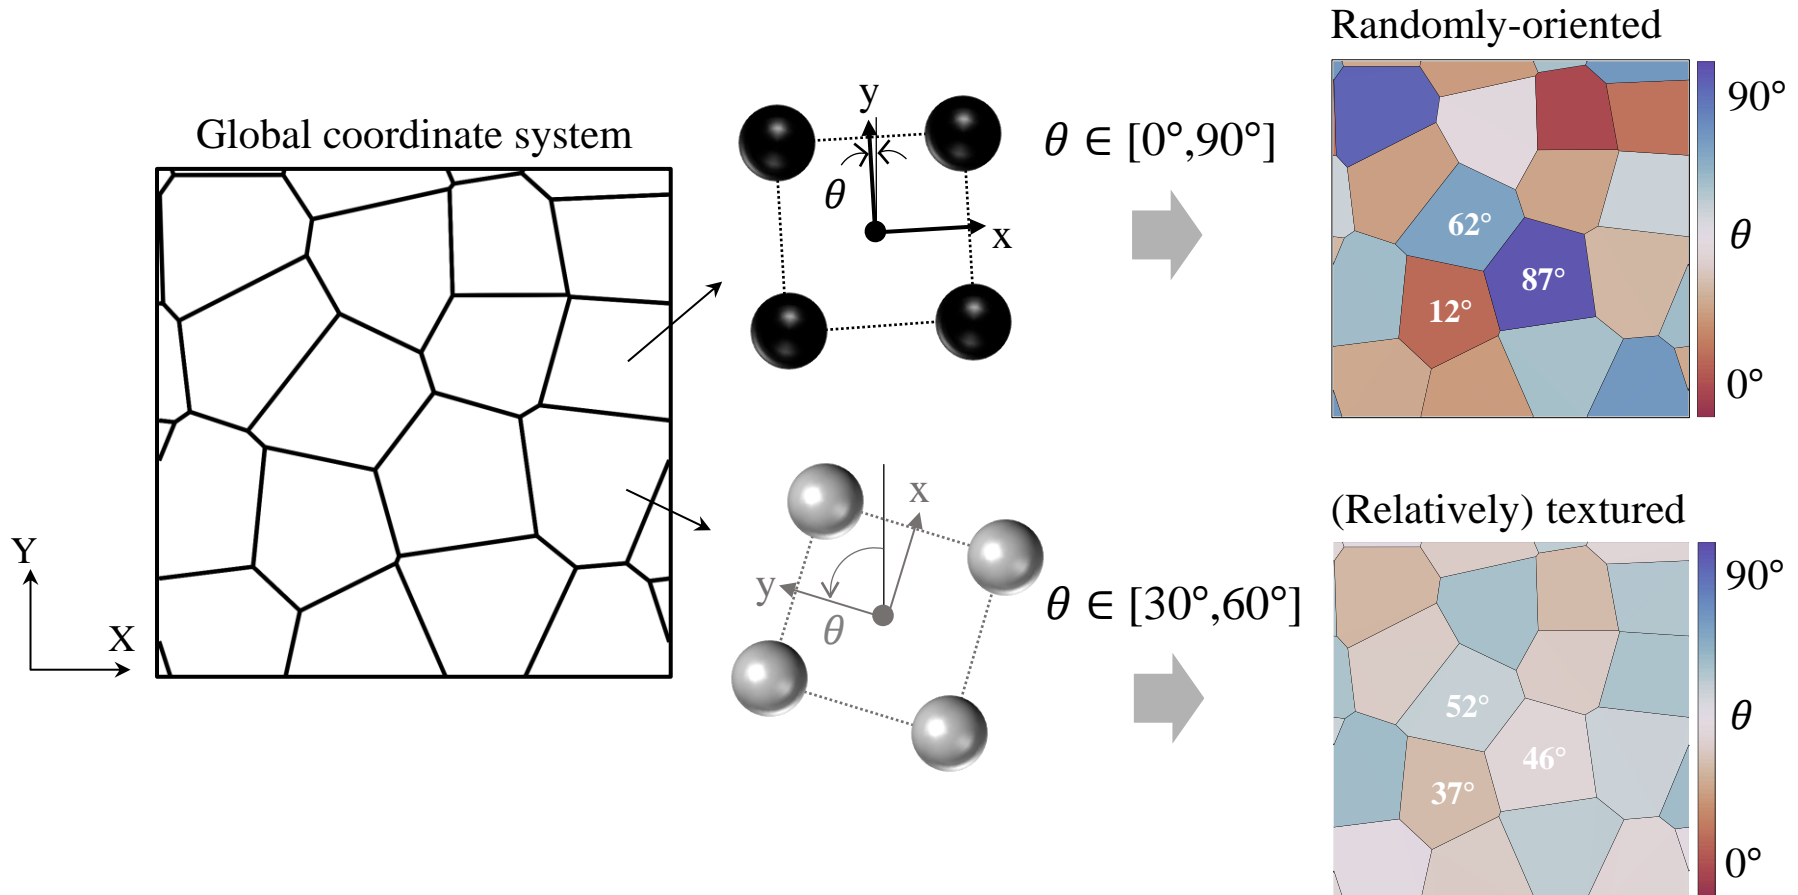 Global coordinate system
Y
X
y
θ
x
θ ∈ [0°,90°]
x
y
θ
θ ∈ [30°,60°]
Randomly-oriented
62°
87°
12°
90°
θ
0°
(Relatively) textured
52°
46°
37°
90°
θ
0°